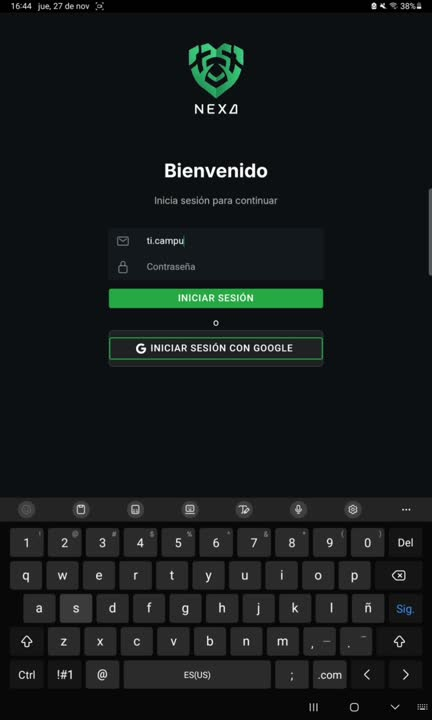 16:44 jue, 27 de nov 38%
NEXA
Bienvenido
Inicia sesión para continuar
ti.campu
Contraseña
INICIAR SESIÓN
o
G INICIAR SESIÓN CON GOOGLE
1 ! 2 @ 3 # 4 $ 5 % 6 ^ 7 & 8 * 9 ( 0 ) Del
q w e r t y u i o p
a s d f g h j k l ñ Sig.
z x c v b n m , .
Ctrl !#1 @ ES(US) ; .com < >